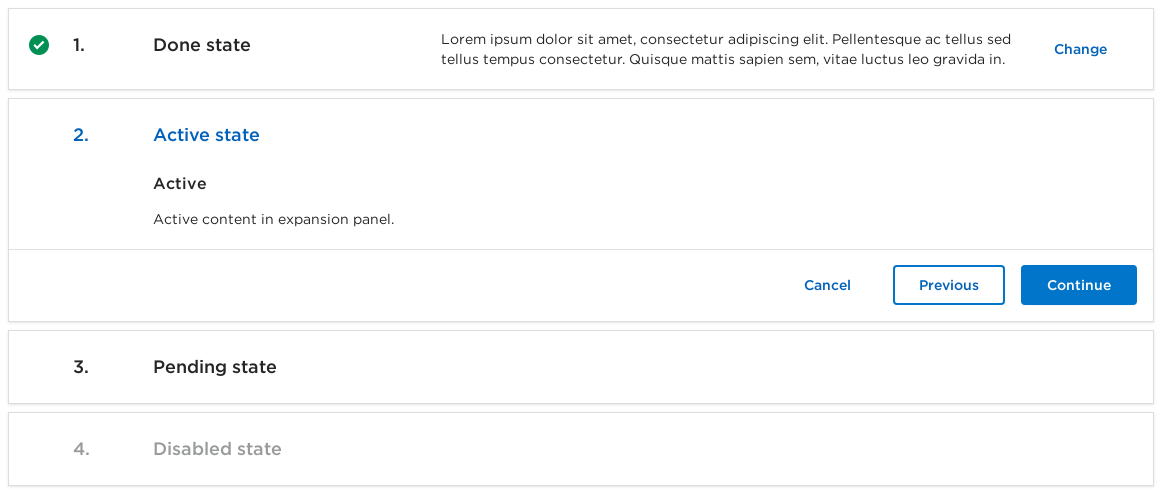 1. Done state
Lorem ipsum dolor sit amet, consectetur adipiscing elit. Pellentesque ac tellus sed
tellus tempus consectetur. Quisque mattis sapien sem, vitae luctus leo gravida in.
Change
2. Active state
Active
Active content in expansion panel.
Cancel Previous Continue
3. Pending state
4. Disabled state